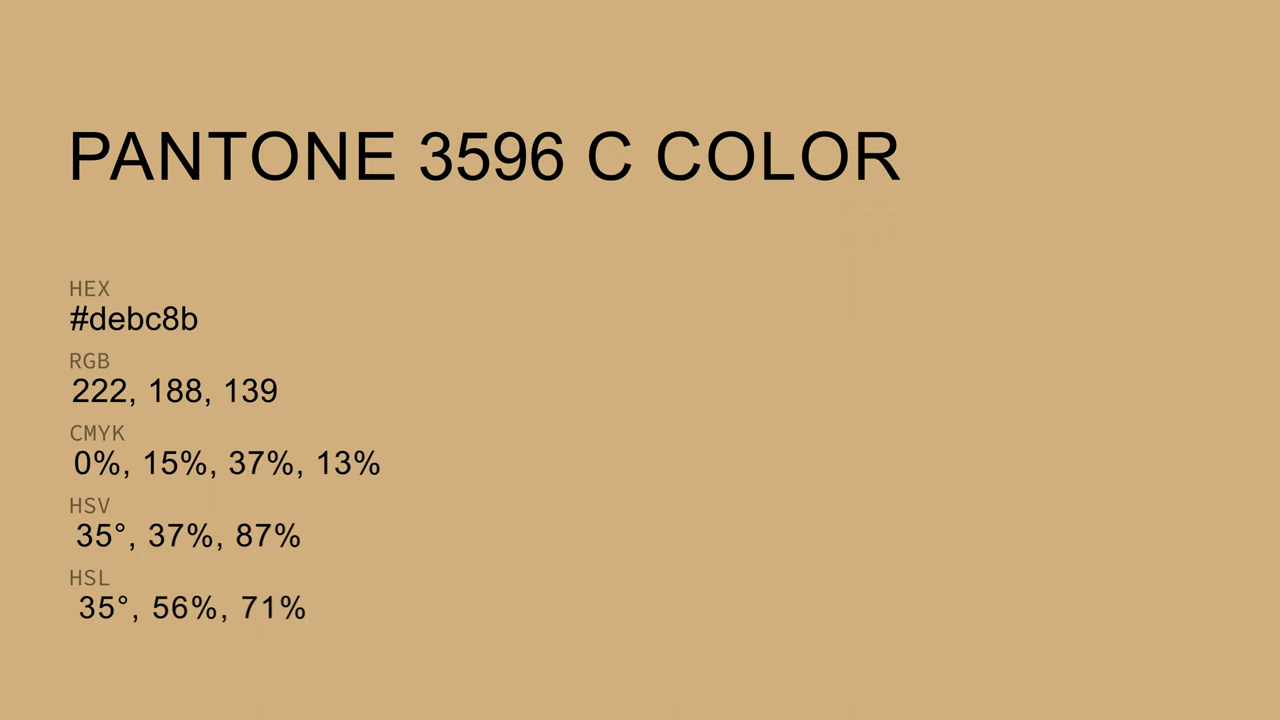 PANTONE 3596 C COLOR
HEX
#debc8b
RGB
222, 188, 139
CMYK
0%, 15%, 37%, 13%
HSV
35°, 37%, 87%
HSL
35°, 56%, 71%